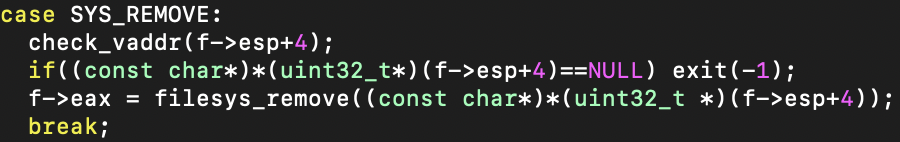 case SYS_REMOVE:
  check_vaddr(f->esp+4);
  if((const char*)*(uint32_t*)(f->esp+4)==NULL) exit(-1);
  f->eax = filesys_remove((const char*)*(uint32_t *)(f->esp+4));
  break;